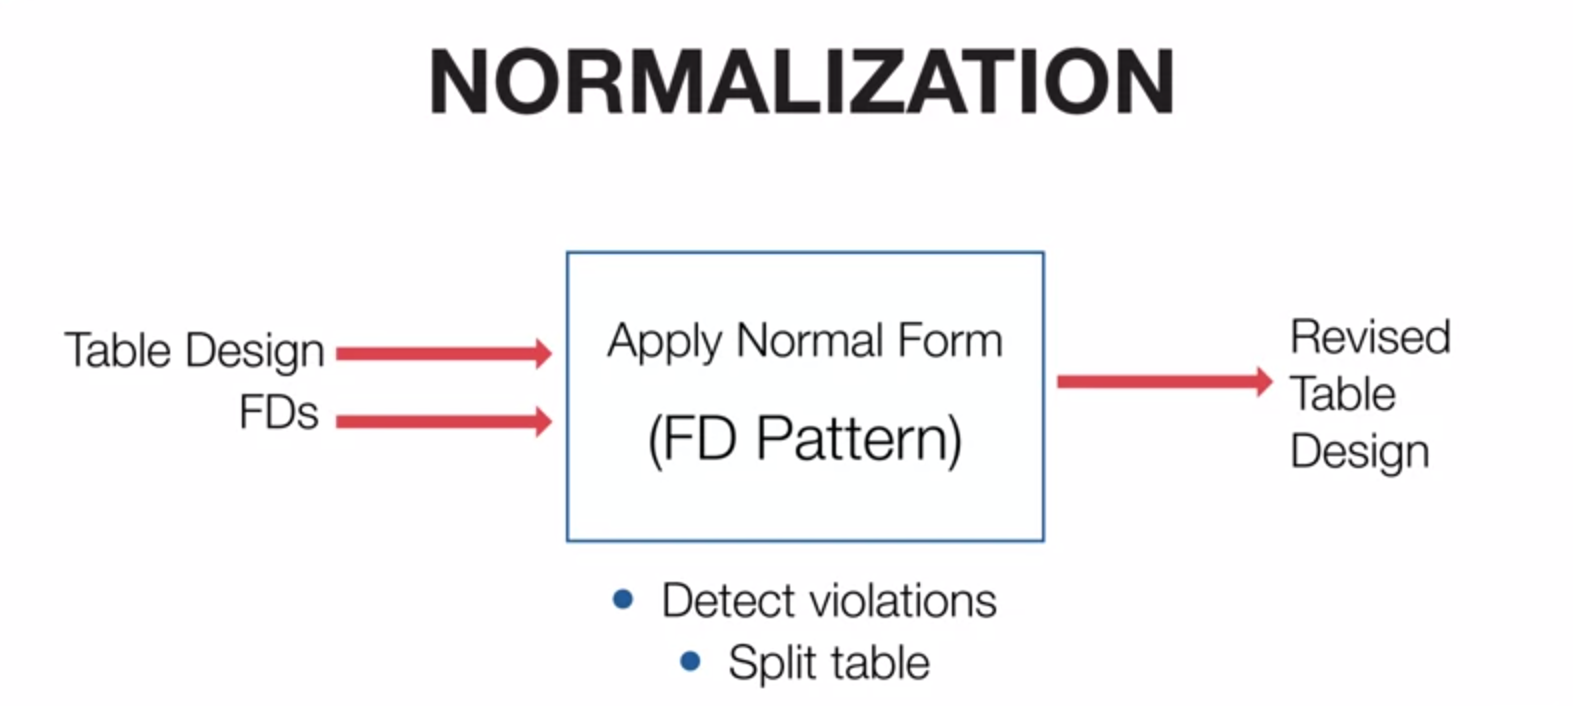 NORMALIZATION
Table Design
FDs
Apply Normal Form
(FD Pattern)
Revised
Table
Design
Detect violations
Split table